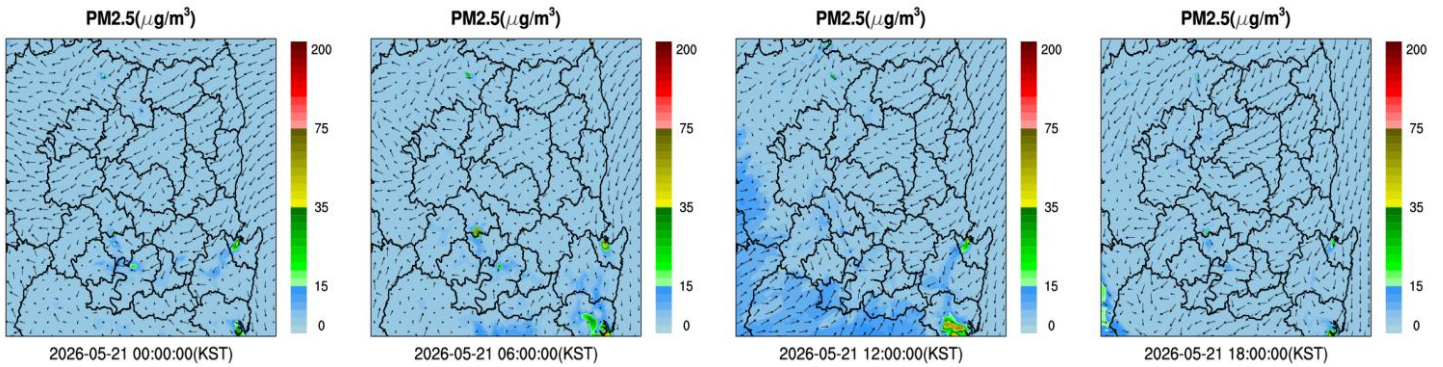 PM2.5(μg/m³) PM2.5(μg/m³) PM2.5(μg/m³) PM2.5(μg/m³)
200 200 200 200
75 75 75 75
35 35 35 35
15 15 15 15
0 0 0 0
2026-05-21 00:00:00(KST) 2026-05-21 06:00:00(KST) 2026-05-21 12:00:00(KST) 2026-05-21 18:00:00(KST)